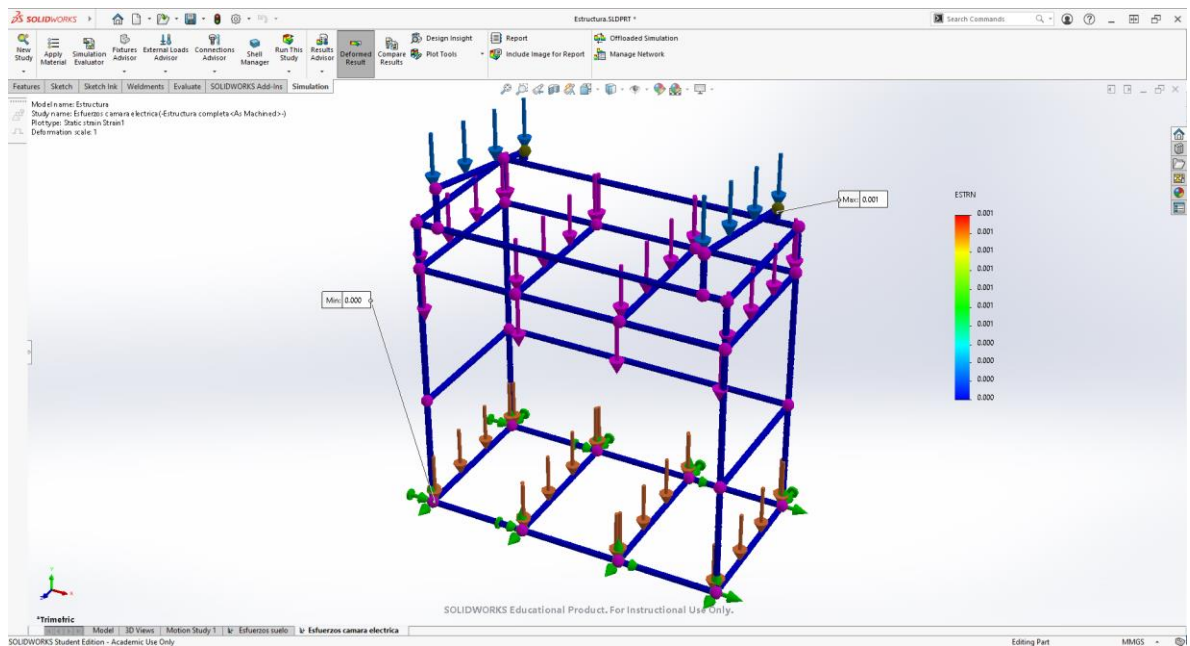 SOLIDWORKS
Estructura.SLDPRT *
Search Commands
New Study
Apply Material
Simulation Evaluator
Fixtures Advisor
External Loads Advisor
Connections Advisor
Shell Manager
Run This Study
Results Advisor
Deformed Result
Compare Results
Design Insight
Plot Tools
Report
Include Image for Report
Offloaded Simulation
Manage Network
Features Sketch Sketch Ink Weldments Evaluate SOLIDWORKS Add-Ins Simulation
Model name: Estructura
Study name: Esfuerzos camara electrica(-Estructura completa<As Machined>-)
Plot type: Static strain Strain1
Deformation scale: 1
Max: 0.001
Min: 0.000
ESTRN
0.001
0.001
0.001
0.001
0.001
0.001
0.001
0.000
0.000
0.000
0.000
SOLIDWORKS Educational Product. For Instructional Use Only.
*Trimetric
Model 3D Views Motion Study 1 Esfuerzos suelo Esfuerzos camara electrica
SOLIDWORKS Student Edition - Academic Use Only
Editing Part
MMGS